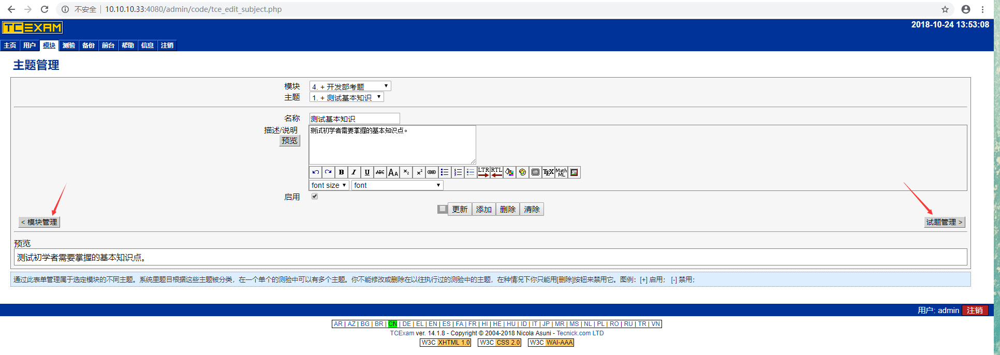 不安全 10.10.10.33:4080/admin/code/tce_edit_subject.php
TCEXAM
2018-10-24 13:53:08
主页 用户 模块 测验 备份 前台 帮助 信息 注销
主题管理
模块 4. + 开发部考题
主题 1. + 测试基本知识
名称 测试基本知识
描述/说明 测试初学者需要掌握的基本知识点。
预览
B I U ABC AA x2 x2 LTR RTL TEX MathML
font size font
启用
更新 添加 删除 清除
< 模块管理 试题管理 >
预览
测试初学者需要掌握的基本知识点。
通过此表单管理属于选定模块的不同主题。系统里题目根据这些主题被分类，在一个单个的测验中可以有多个主题。你不能修改或删除在以往执行过的测验中的主题，在种情况下你只能用[删除]按钮来禁用它。图例：[+] 启用； [-] 禁用；
用户: admin 注销
AR | AZ | BG | BR | CN | DE | EL | EN | ES | FA | FR | HI | HE | HU | ID | IT | JP | MR | MS | NL | PL | RO | RU | TR | VN
TCExam ver. 14.1.8 - Copyright © 2004-2018 Nicola Asuni - Tecnick.com LTD
W3C XHTML 1.0 W3C CSS 2.0 W3C WAI-AAA